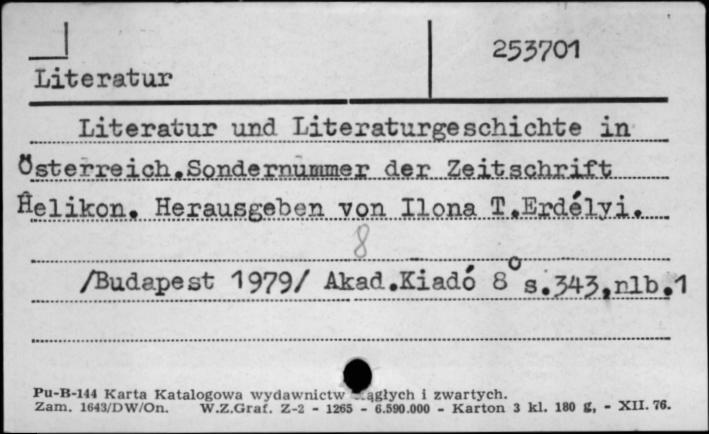 253701
Literatur
Literatur und Literaturgeschichte in
Österreich.Sondernummer der Zeitschrift
Helikon. Herausgeben von Ilona T.Erdélyi.
8
/Budapest 1979/ Akad.Kiadó 8° s.343,nlb.1
Pu-B-144 Karta Katalogowa wydawnictw ągłych i zwartych.
Zam. 1643/DW/On. W.Z.Graf. Z-2 - 1265 - 6.590.000 - Karton 3 kl. 180 g, - XII. 76.